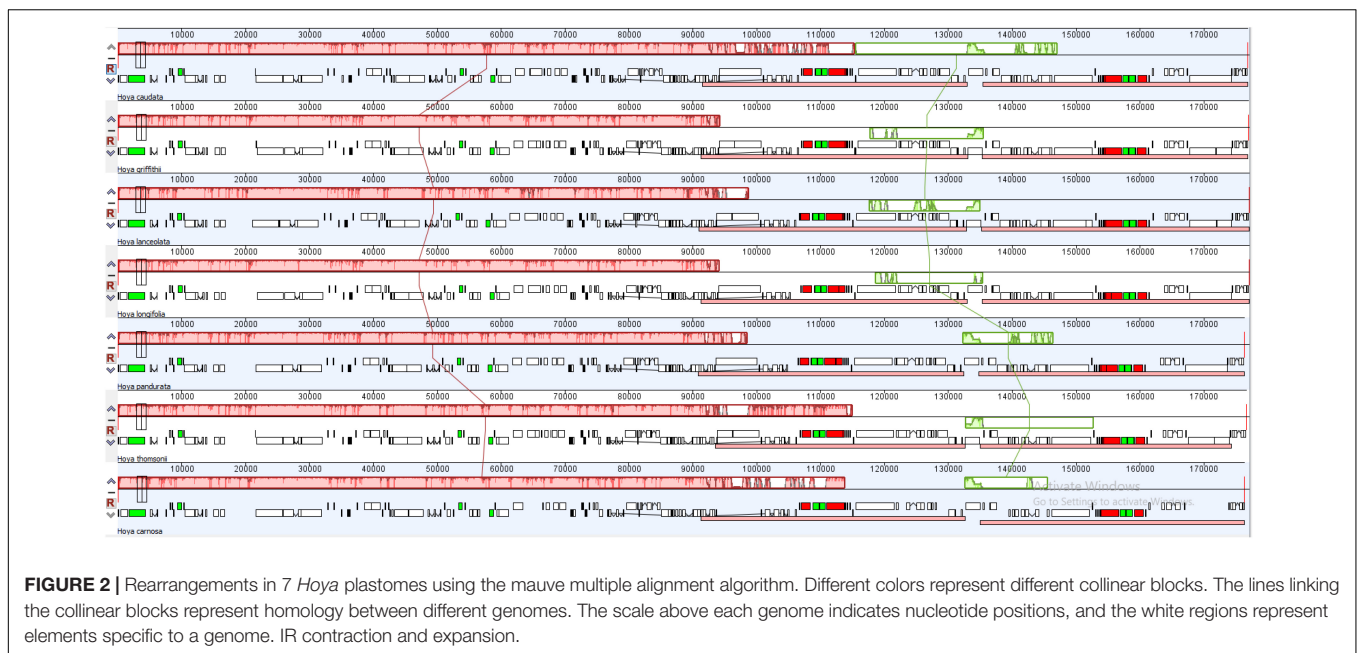 10000 20000 30000 40000 50000 60000 70000 80000 90000 100000 110000 120000 130000 140000 150000 160000 170000
R
Hoya caudata
10000 20000 30000 40000 50000 60000 70000 80000 90000 100000 110000 120000 130000 140000 150000 160000 170000
R
Hoya griffithii
10000 20000 30000 40000 50000 60000 70000 80000 90000 100000 110000 120000 130000 140000 150000 160000 170000
R
Hoya lanceolata
10000 20000 30000 40000 50000 60000 70000 80000 90000 100000 110000 120000 130000 140000 150000 160000 170000
R
Hoya longifolia
10000 20000 30000 40000 50000 60000 70000 80000 90000 100000 110000 120000 130000 140000 150000 160000 170000
R
Hoya pandurata
10000 20000 30000 40000 50000 60000 70000 80000 90000 100000 110000 120000 130000 140000 150000 160000 170000
R
Hoya thomsonii
10000 20000 30000 40000 50000 60000 70000 80000 90000 100000 110000 120000 130000 140000 150000 160000 170000
Activate Windows
Go to Settings to activate Windows.
R
Hoya carnosa
FIGURE 2 | Rearrangements in 7 Hoya plastomes using the mauve multiple alignment algorithm. Different colors represent different collinear blocks. The lines linking
the collinear blocks represent homology between different genomes. The scale above each genome indicates nucleotide positions, and the white regions represent
elements specific to a genome. IR contraction and expansion.